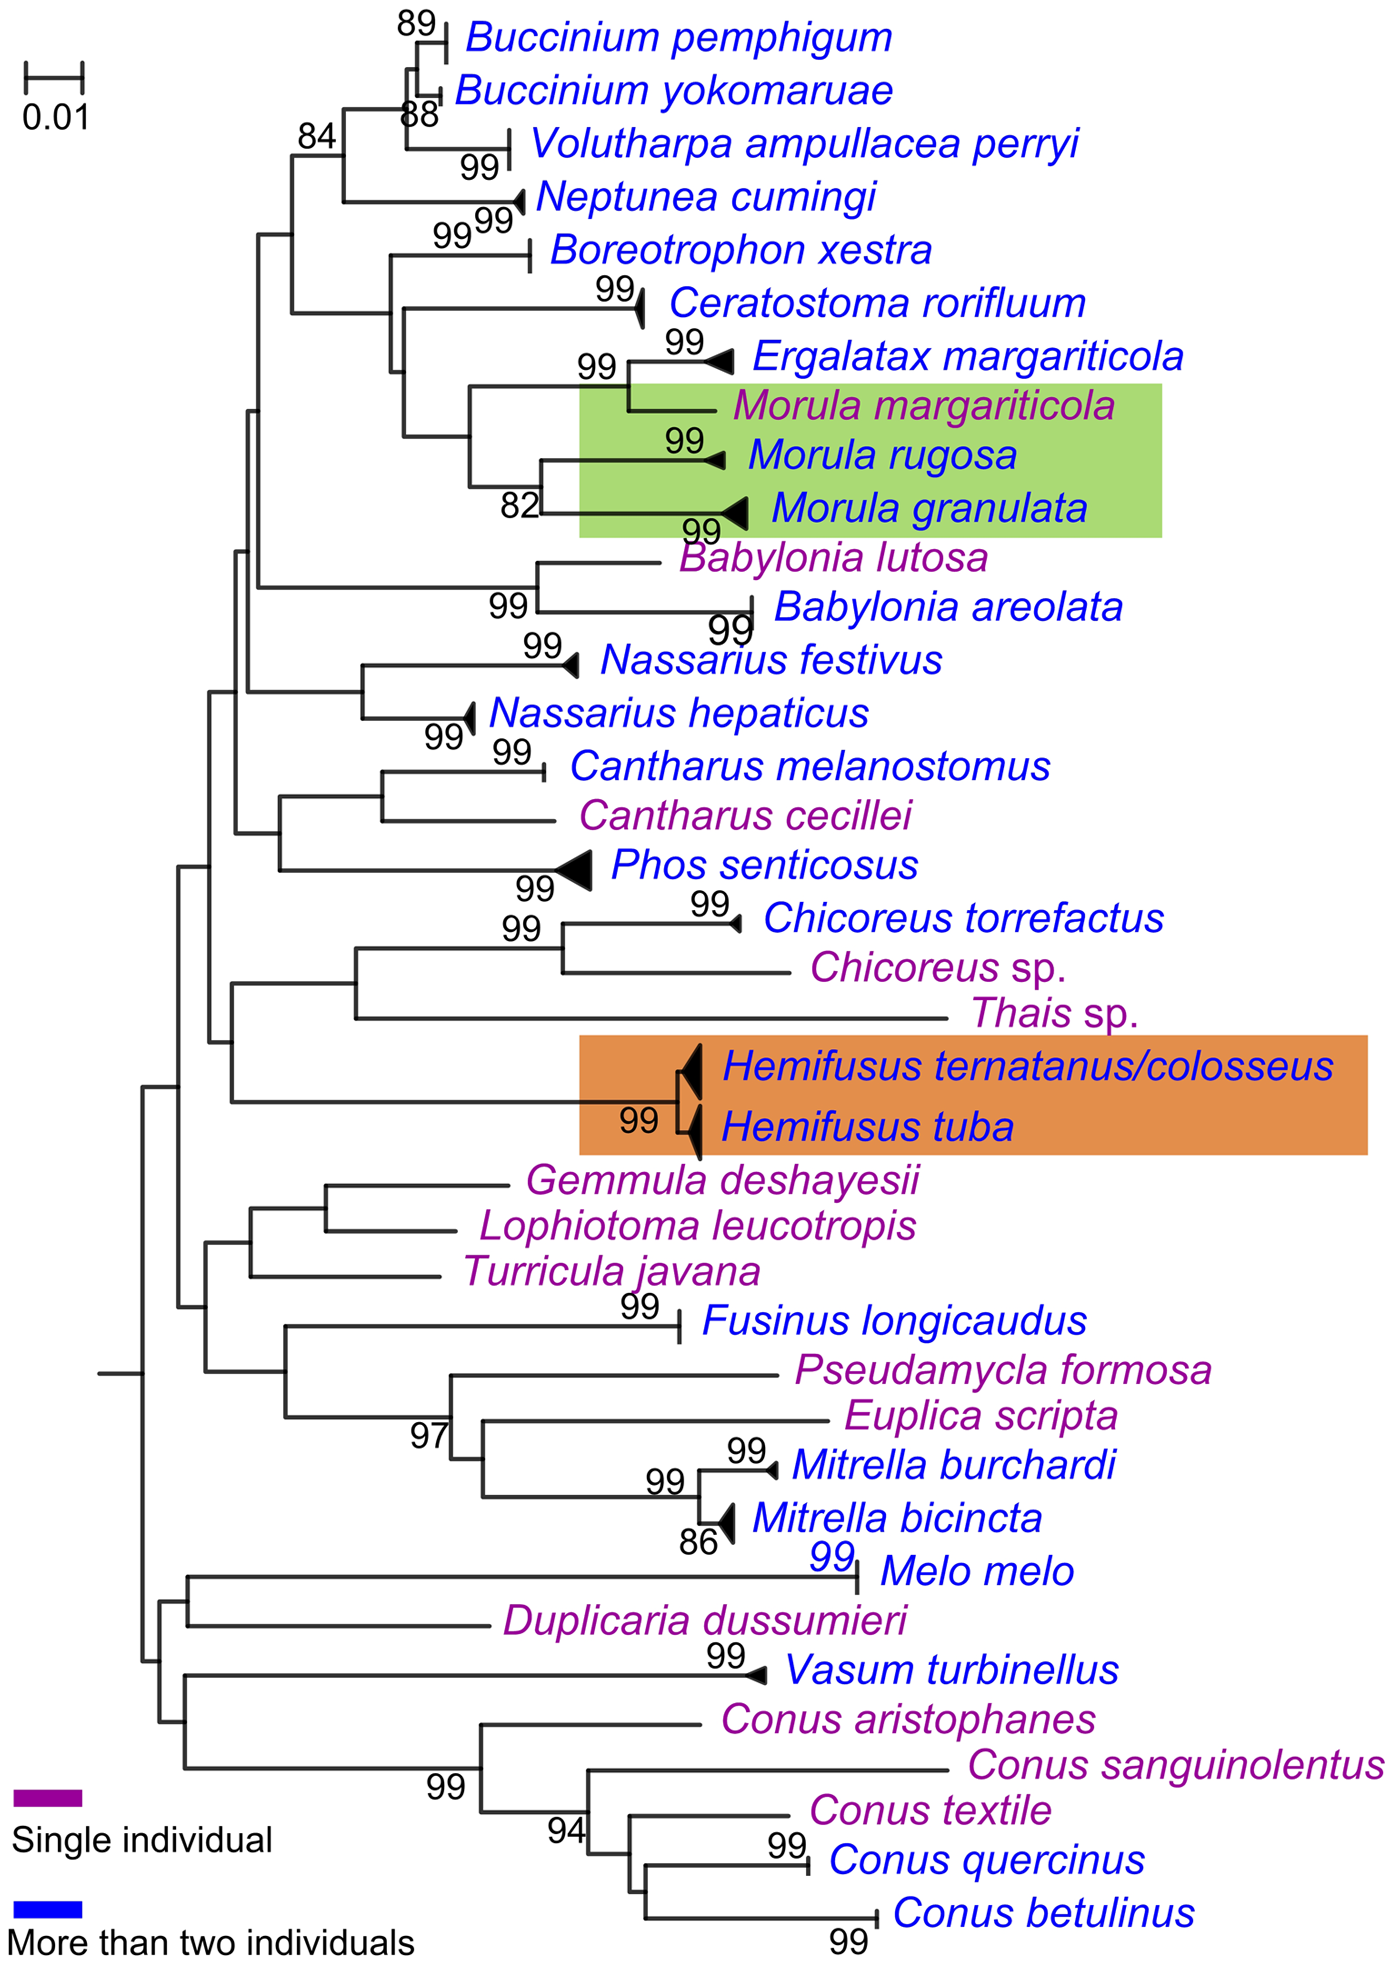 89
Buccinium pemphigum
0.01
Buccinium yokomaruae
88
84
Volutharpa ampullacea perryi
99
Neptunea cumingi
99
99
Boreotrophon xestra
99
Ceratostoma rorifluum
99
99
Ergalatax margariticola
Morula margariticola
99
Morula rugosa
82
Morula granulata
99
Babylonia lutosa
99
Babylonia areolata
99
99
Nassarius festivus
Nassarius hepaticus
99
99
Cantharus melanostomus
Cantharus cecillei
Phos senticosus
99
99
99
Chicoreus torrefactus
Chicoreus sp.
Thais sp.
Hemifusus ternatanus/colosseus
99
Hemifusus tuba
Gemmula deshayesii
Lophiotoma leucotropis
Turricula javana
99
Fusinus longicaudus
Pseudamycla formosa
97
Euplica scripta
99
99
Mitrella burchardi
86
Mitrella bicincta
99
Melo melo
Duplicaria dussumieri
99
Vasum turbinellus
Conus aristophanes
99
Conus sanguinolentus
94
Conus textile
99
Conus quercinus
Conus betulinus
99
Single individual
More than two individuals